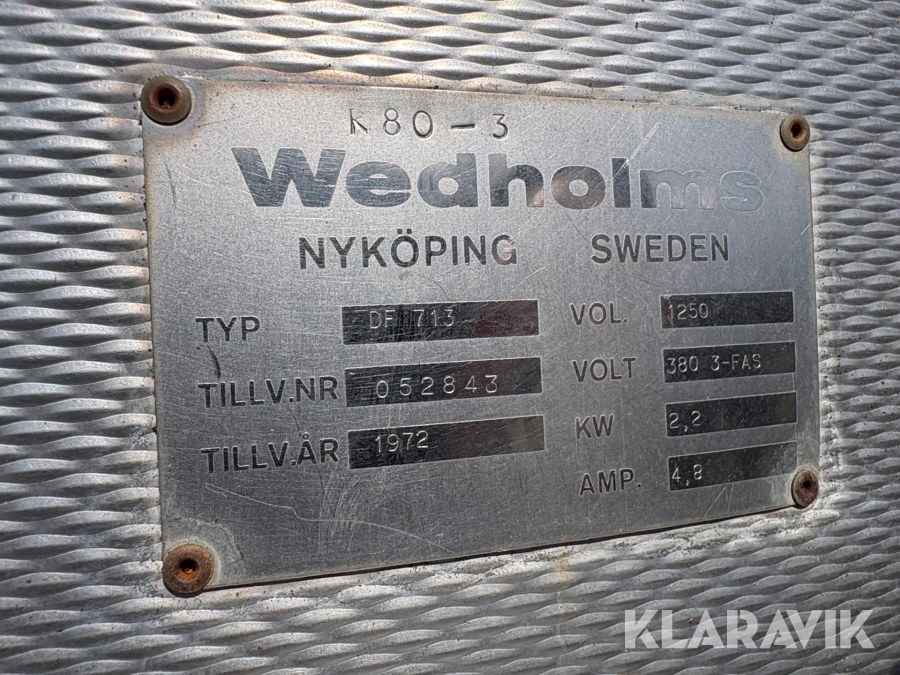 K80-3
Wedholms
NYKÖPING SWEDEN
TYP DF 713 VOL. 1250
TILLV.NR 052843 VOLT 380 3-FAS
TILLV.ÅR 1972 KW 2,2
AMP. 4,8
KLARAVIK